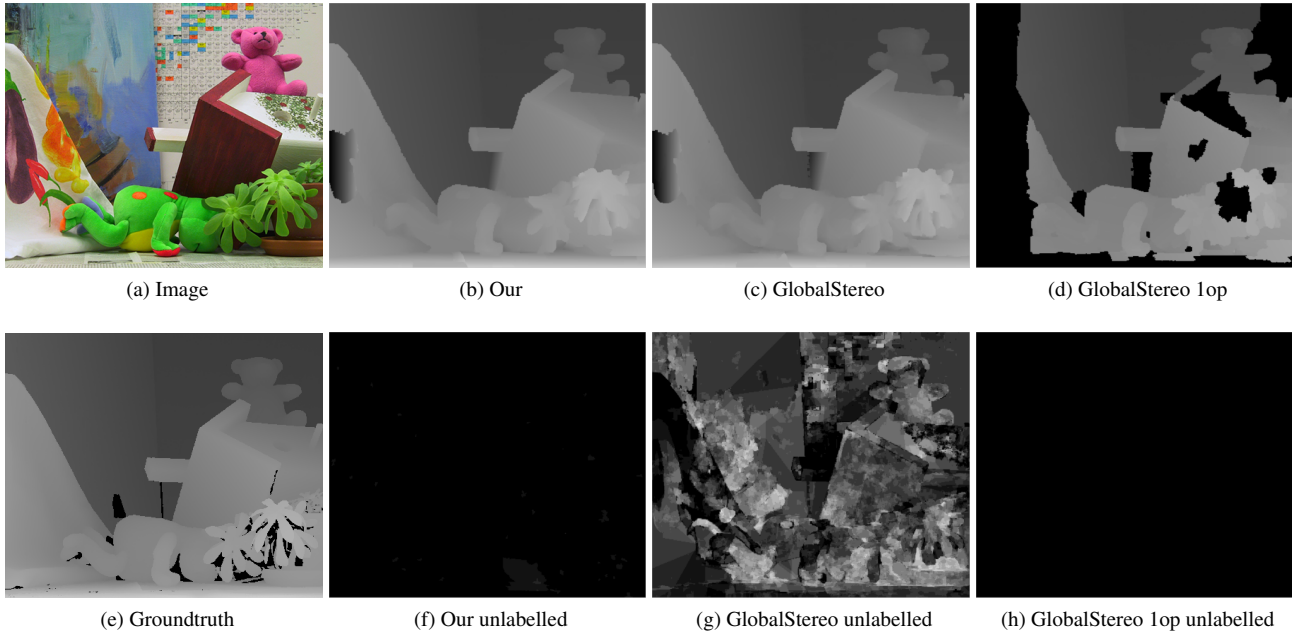 (a) Image
(b) Our
(c) GlobalStereo
(d) GlobalStereo 1op
(e) Groundtruth
(f) Our unlabelled
(g) GlobalStereo unlabelled
(h) GlobalStereo 1op unlabelled